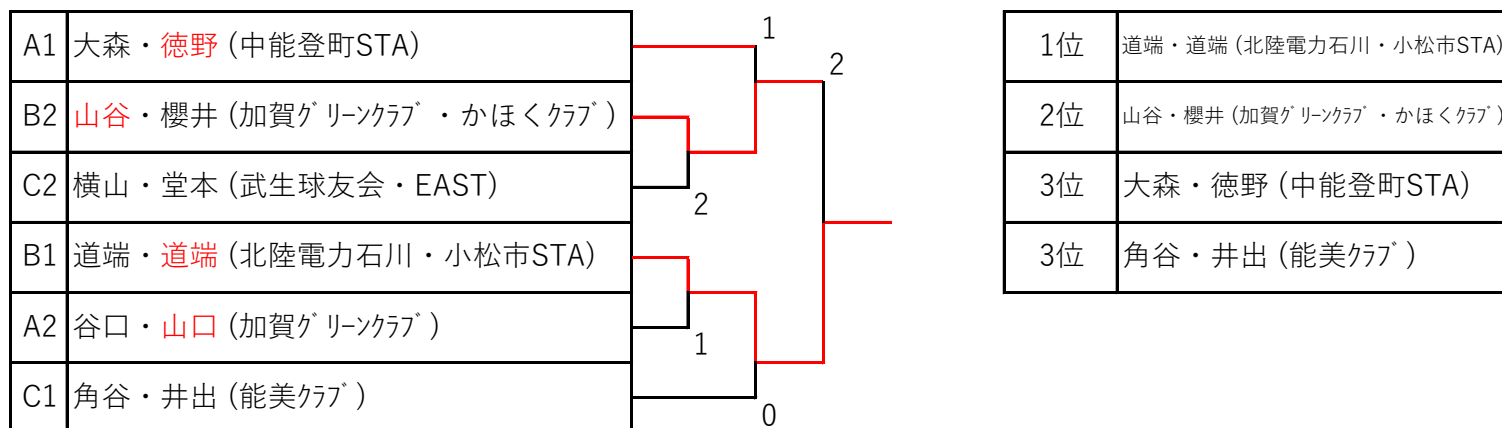 A1 大森・徳野 (中能登町STA)
B2 山谷・櫻井 (加賀ｸﾞﾘｰﾝｸﾗﾌﾞ・かほくｸﾗﾌﾞ)
C2 横山・堂本 (武生球友会・EAST)
B1 道端・道端 (北陸電力石川・小松市STA)
A2 谷口・山口 (加賀ｸﾞﾘｰﾝｸﾗﾌﾞ)
C1 角谷・井出 (能美ｸﾗﾌﾞ)
1
2
2
1
0
1位 道端・道端 (北陸電力石川・小松市STA)
2位 山谷・櫻井 (加賀ｸﾞﾘｰﾝｸﾗﾌﾞ・かほくｸﾗﾌﾞ)
3位 大森・徳野 (中能登町STA)
3位 角谷・井出 (能美ｸﾗﾌﾞ)